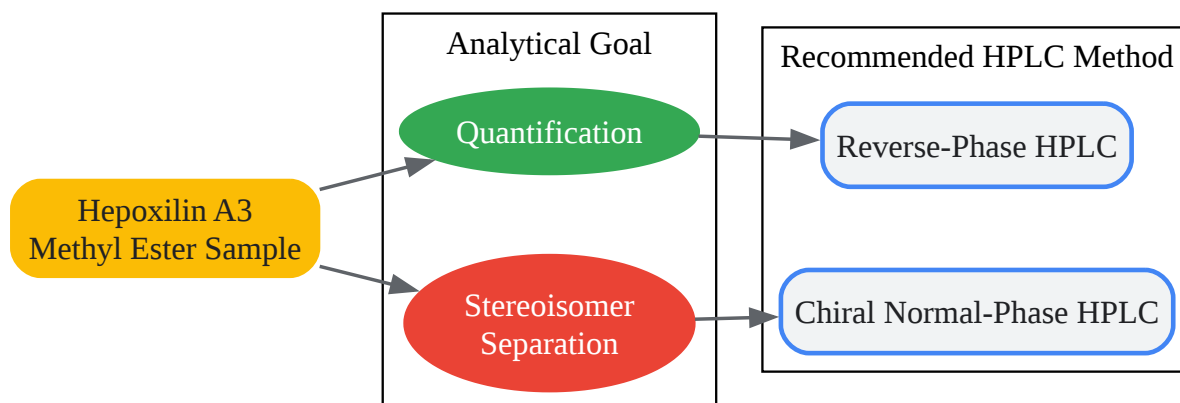 Analytical Goal
Recommended HPLC Method
Quantification
Reverse-Phase HPLC
Hepoxilin A3
Methyl Ester Sample
Stereoisomer
Separation
Chiral Normal-Phase HPLC